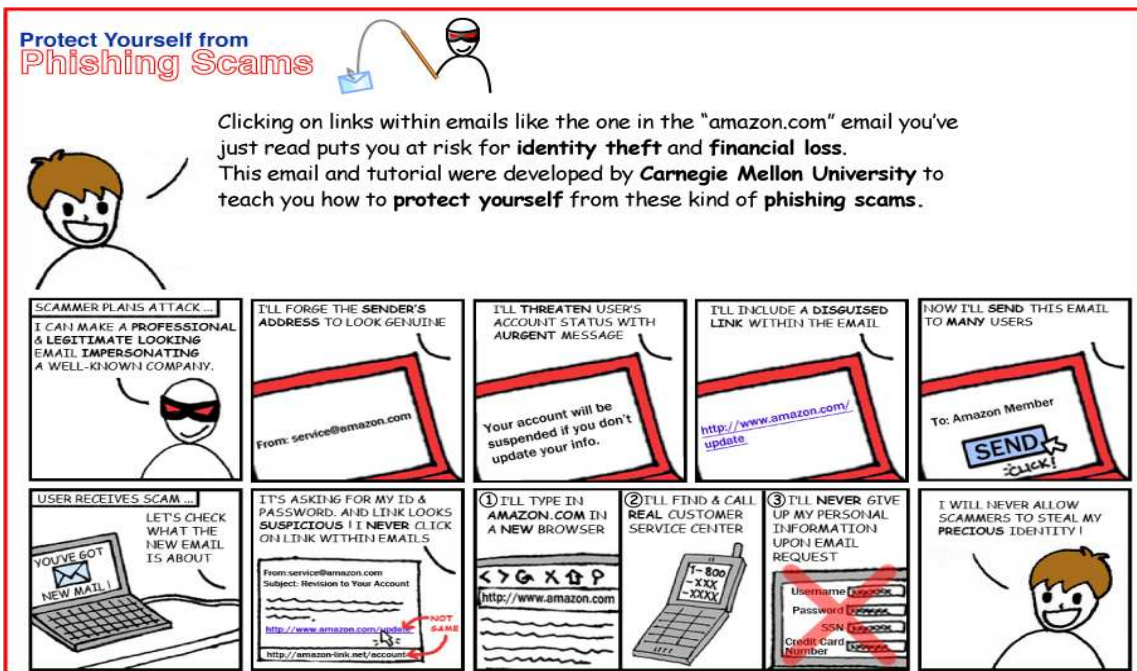 Protect Yourself from
Phishing Scams
Clicking on links within emails like the one in the "amazon.com" email you've
just read puts you at risk for identity theft and financial loss.
This email and tutorial were developed by Carnegie Mellon University to
teach you how to protect yourself from these kind of phishing scams.
SCAMMER PLANS ATTACK ...
I CAN MAKE A PROFESSIONAL
& LEGITIMATE LOOKING
EMAIL IMPERSONATING
A WELL-KNOWN COMPANY.
I'LL FORGE THE SENDER'S
ADDRESS TO LOOK GENUINE
From: service@amazon.com
I'LL THREATEN USER'S
ACCOUNT STATUS WITH
AURGENT MESSAGE
Your account will be
suspended if you don't
update your info.
I'LL INCLUDE A DISGUISED
LINK WITHIN THE EMAIL
http://www.amazon.com/
update
NOW I'LL SEND THIS EMAIL
TO MANY USERS
To: Amazon Member
SEND
CLICK!
USER RECEIVES SCAM ...
LET'S CHECK
WHAT THE
NEW EMAIL
IS ABOUT
YOU'VE GOT
NEW MAIL!
IT'S ASKING FOR MY ID &
PASSWORD. AND LINK LOOKS
SUSPICIOUS ! I NEVER CLICK
ON LINK WITHIN EMAILS
From:service@amazon.com
Subject: Revision to Your Account
http://www.amazon.com/update
NOT
SAME
http://amazon-link.net/account
① I'LL TYPE IN
AMAZON.COM IN
A NEW BROWSER
http://www.amazon.com
② I'LL FIND & CALL
REAL CUSTOMER
SERVICE CENTER
1-800
-XXX
-XXXX
③ I'LL NEVER GIVE
UP MY PERSONAL
INFORMATION
UPON EMAIL
REQUEST
Username
Password
SSN
Credit Card
Number
I WILL NEVER ALLOW
SCAMMERS TO STEAL MY
PRECIOUS IDENTITY !